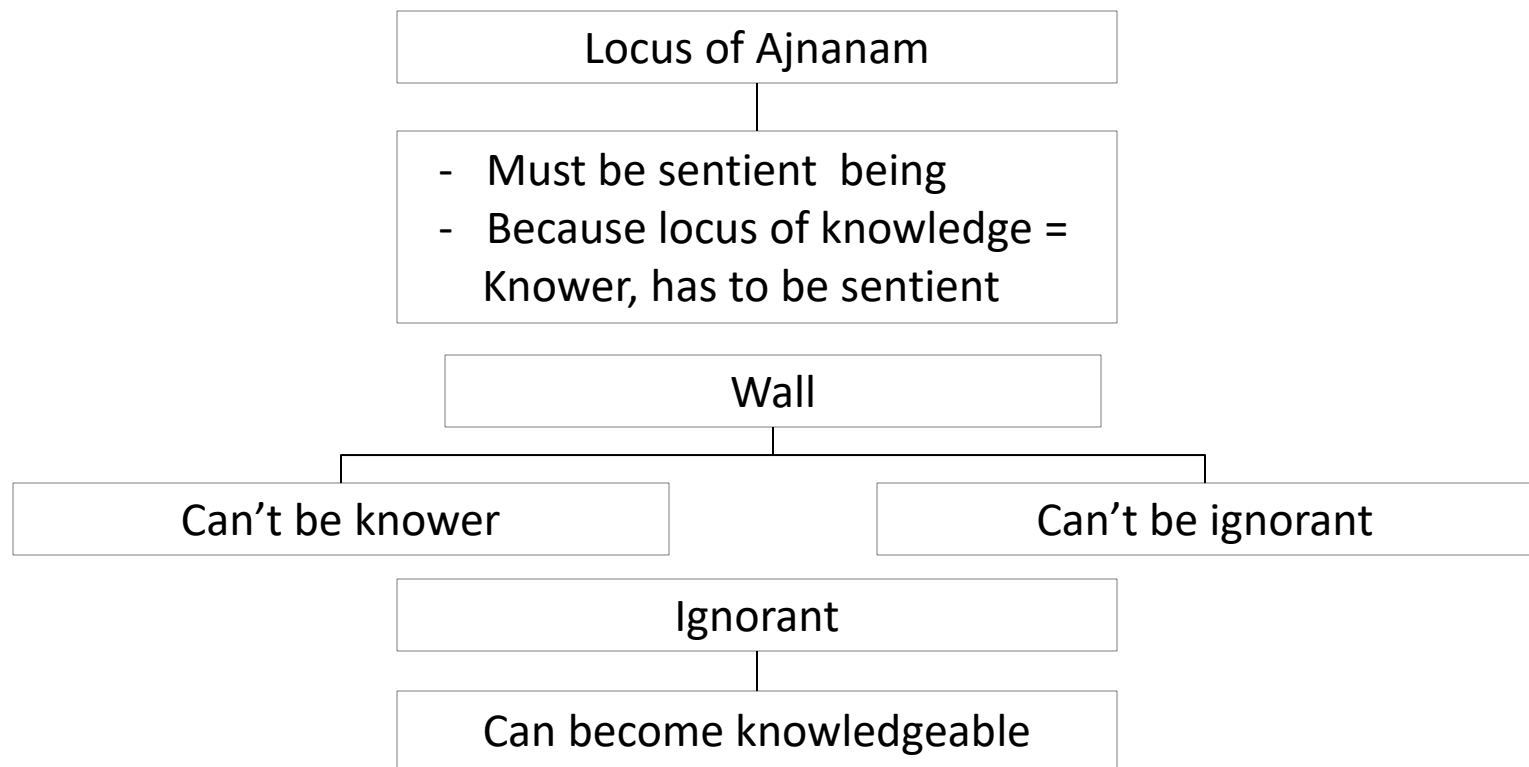 Locus of Ajnanam
- Must be sentient being
- Because locus of knowledge =
Knower, has to be sentient
Wall
Can’t be knower
Can’t be ignorant
Ignorant
Can become knowledgeable